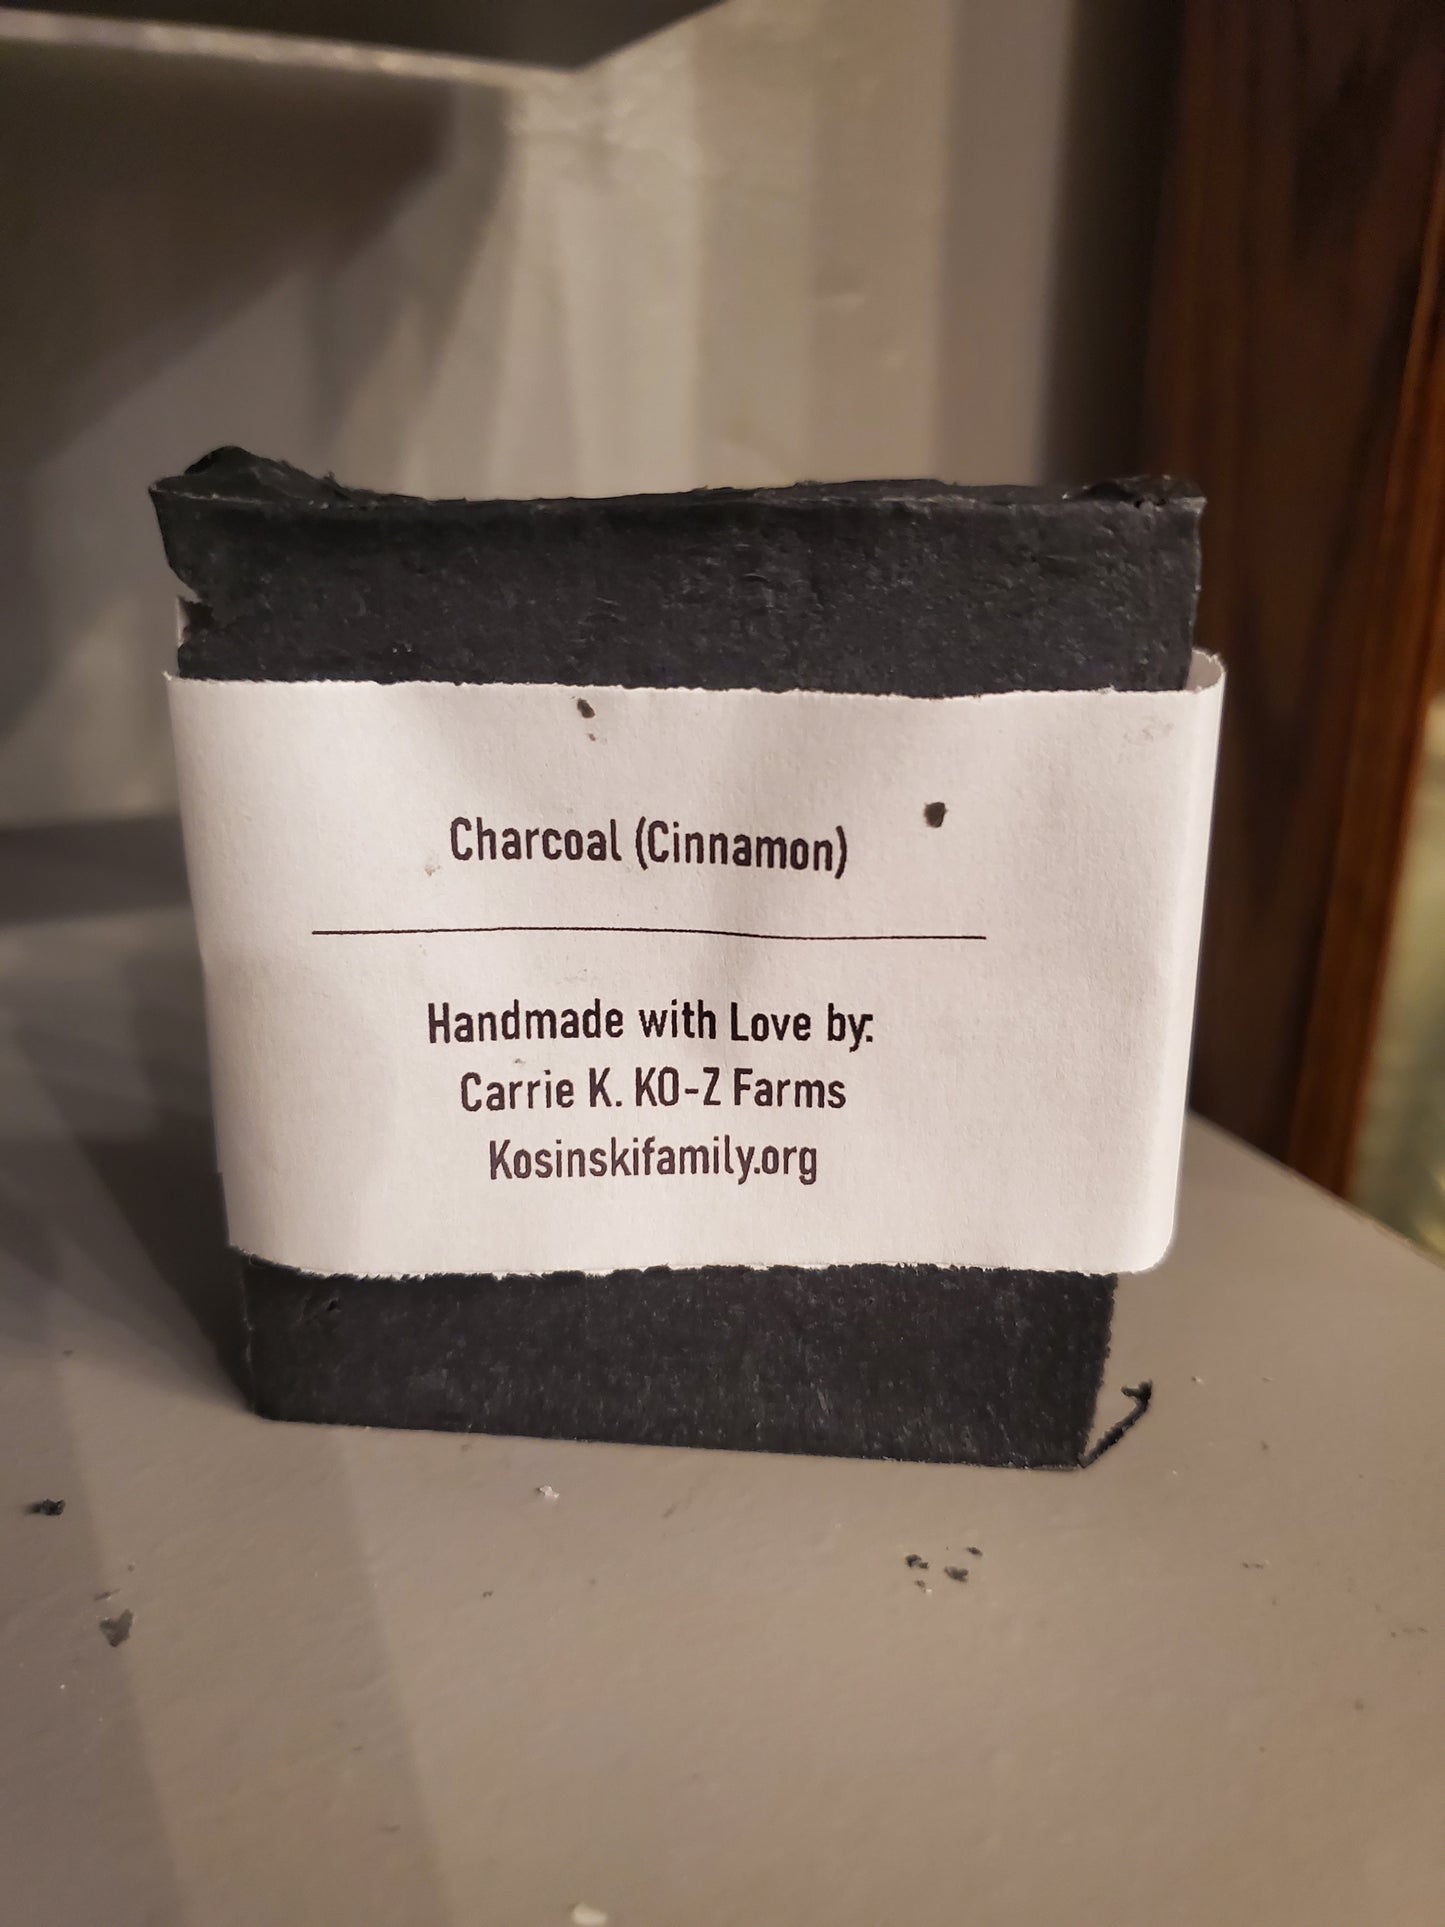 Charcoal (Cinnamon)
Handmade with Love by:
Carrie K. KO-Z Farms
Kosinskifamily.org